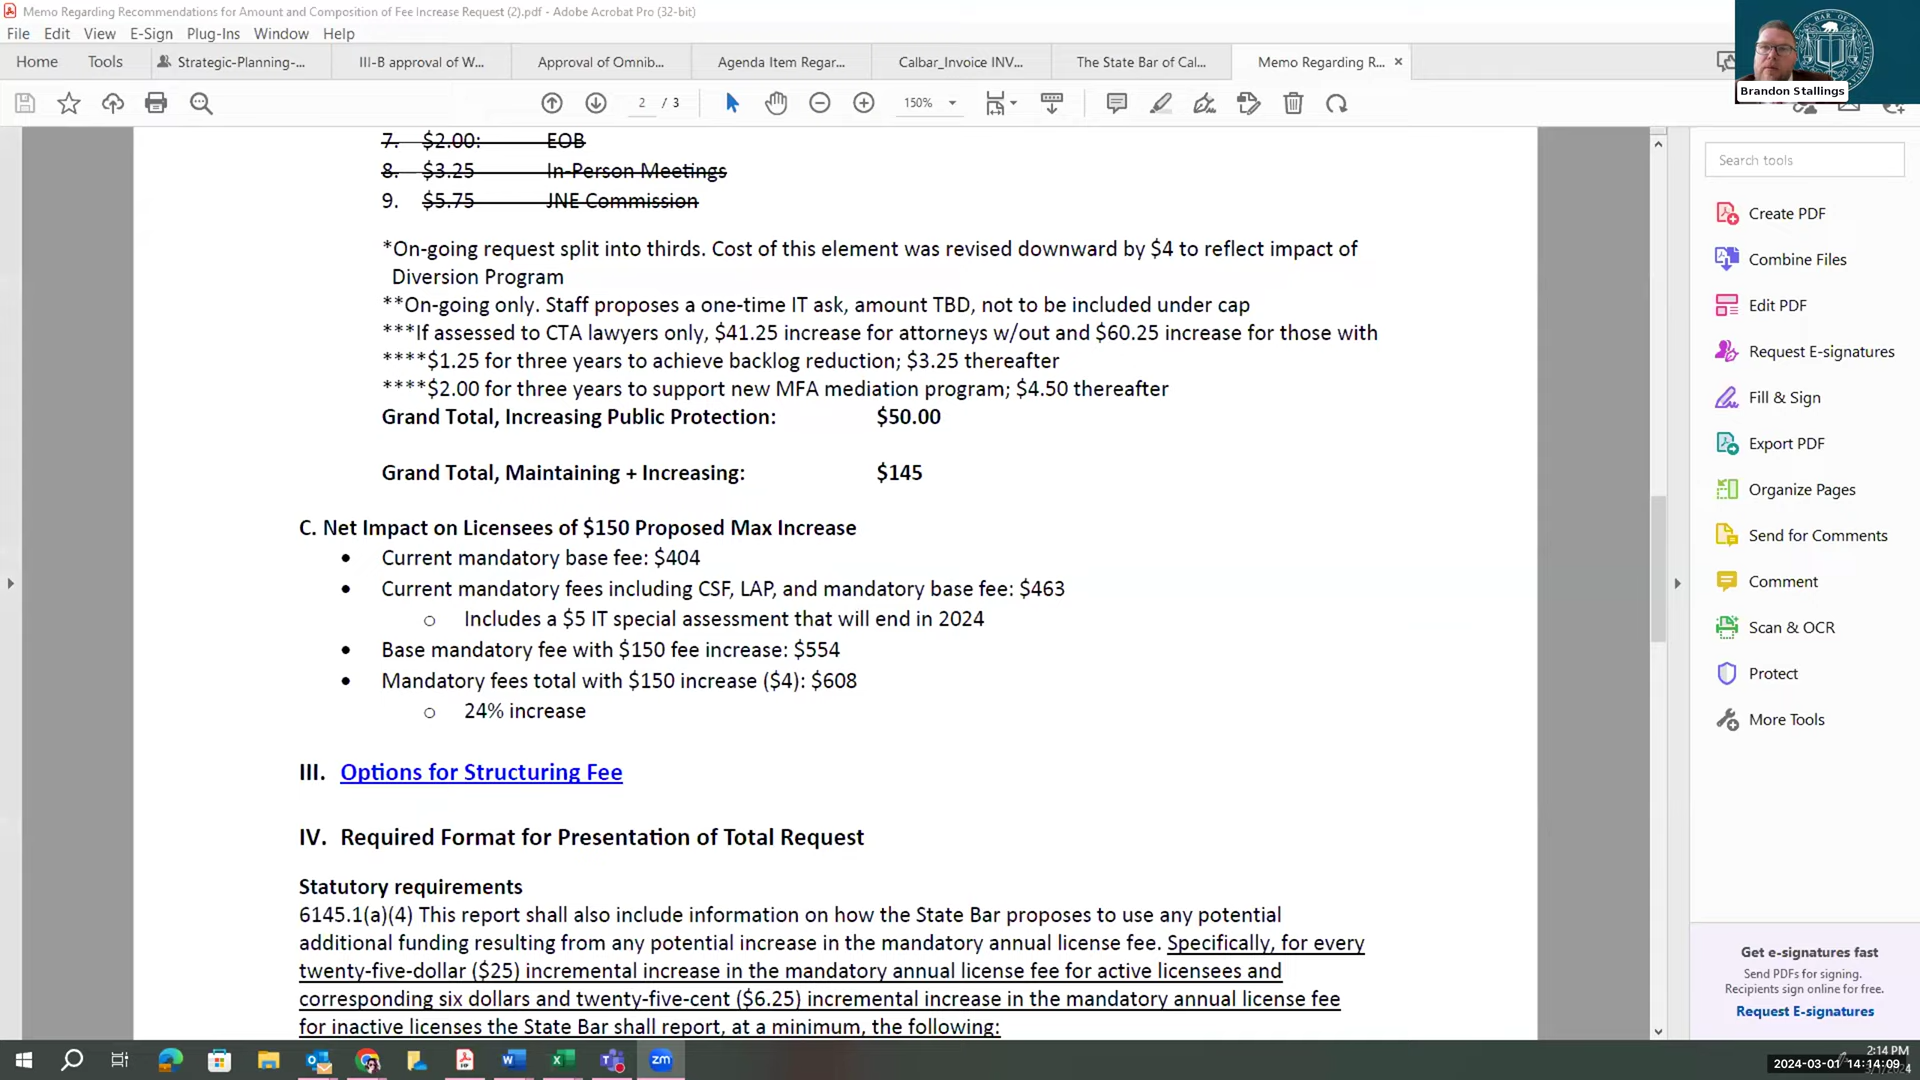 Memo Regarding Recommendations for Amount and Composition of Fee Increase Request (2).pdf - Adobe Acrobat Pro (32-bit)
File Edit View E-Sign Plug-Ins Window Help
Home Tools Strategic-Planning-... III-B approval of W... Approval of Omnib... Agenda Item Regar... Calbar_Invoice INV... The State Bar of Cal... Memo Regarding R... ×
2 / 3 150%
Brandon Stallings
7. $2.00: EOB
8. $3.25 In-Person Meetings
9. $5.75 JNE Commission
*On-going request split into thirds. Cost of this element was revised downward by $4 to reflect impact of
Diversion Program
**On-going only. Staff proposes a one-time IT ask, amount TBD, not to be included under cap
***If assessed to CTA lawyers only, $41.25 increase for attorneys w/out and $60.25 increase for those with
****$1.25 for three years to achieve backlog reduction; $3.25 thereafter
****$2.00 for three years to support new MFA mediation program; $4.50 thereafter
Grand Total, Increasing Public Protection: $50.00
Grand Total, Maintaining + Increasing: $145
C. Net Impact on Licensees of $150 Proposed Max Increase
• Current mandatory base fee: $404
• Current mandatory fees including CSF, LAP, and mandatory base fee: $463
o Includes a $5 IT special assessment that will end in 2024
• Base mandatory fee with $150 fee increase: $554
• Mandatory fees total with $150 increase ($4): $608
o 24% increase
III. Options for Structuring Fee
IV. Required Format for Presentation of Total Request
Statutory requirements
6145.1(a)(4) This report shall also include information on how the State Bar proposes to use any potential
additional funding resulting from any potential increase in the mandatory annual license fee. Specifically, for every
twenty-five-dollar ($25) incremental increase in the mandatory annual license fee for active licensees and
corresponding six dollars and twenty-five-cent ($6.25) incremental increase in the mandatory annual license fee
for inactive licenses the State Bar shall report, at a minimum, the following:
Search tools
Create PDF
Combine Files
Edit PDF
Request E-signatures
Fill & Sign
Export PDF
Organize Pages
Send for Comments
Comment
Scan & OCR
Protect
More Tools
Get e-signatures fast
Send PDFs for signing.
Recipients sign online for free.
Request E-signatures
zm
2:14 PM
2024-03-01 14:14:09